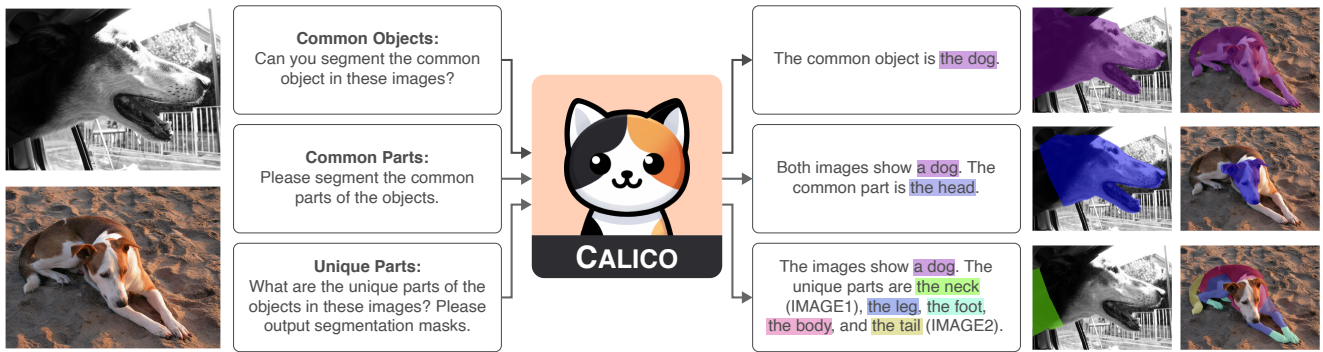 Common Objects:
Can you segment the common
object in these images?
Common Parts:
Please segment the common
parts of the objects.
Unique Parts:
What are the unique parts of the
objects in these images? Please
output segmentation masks.
CALICO
The common object is the dog.
Both images show a dog. The
common part is the head.
The images show a dog. The
unique parts are the neck
(IMAGE1), the leg, the foot,
the body, and the tail (IMAGE2).